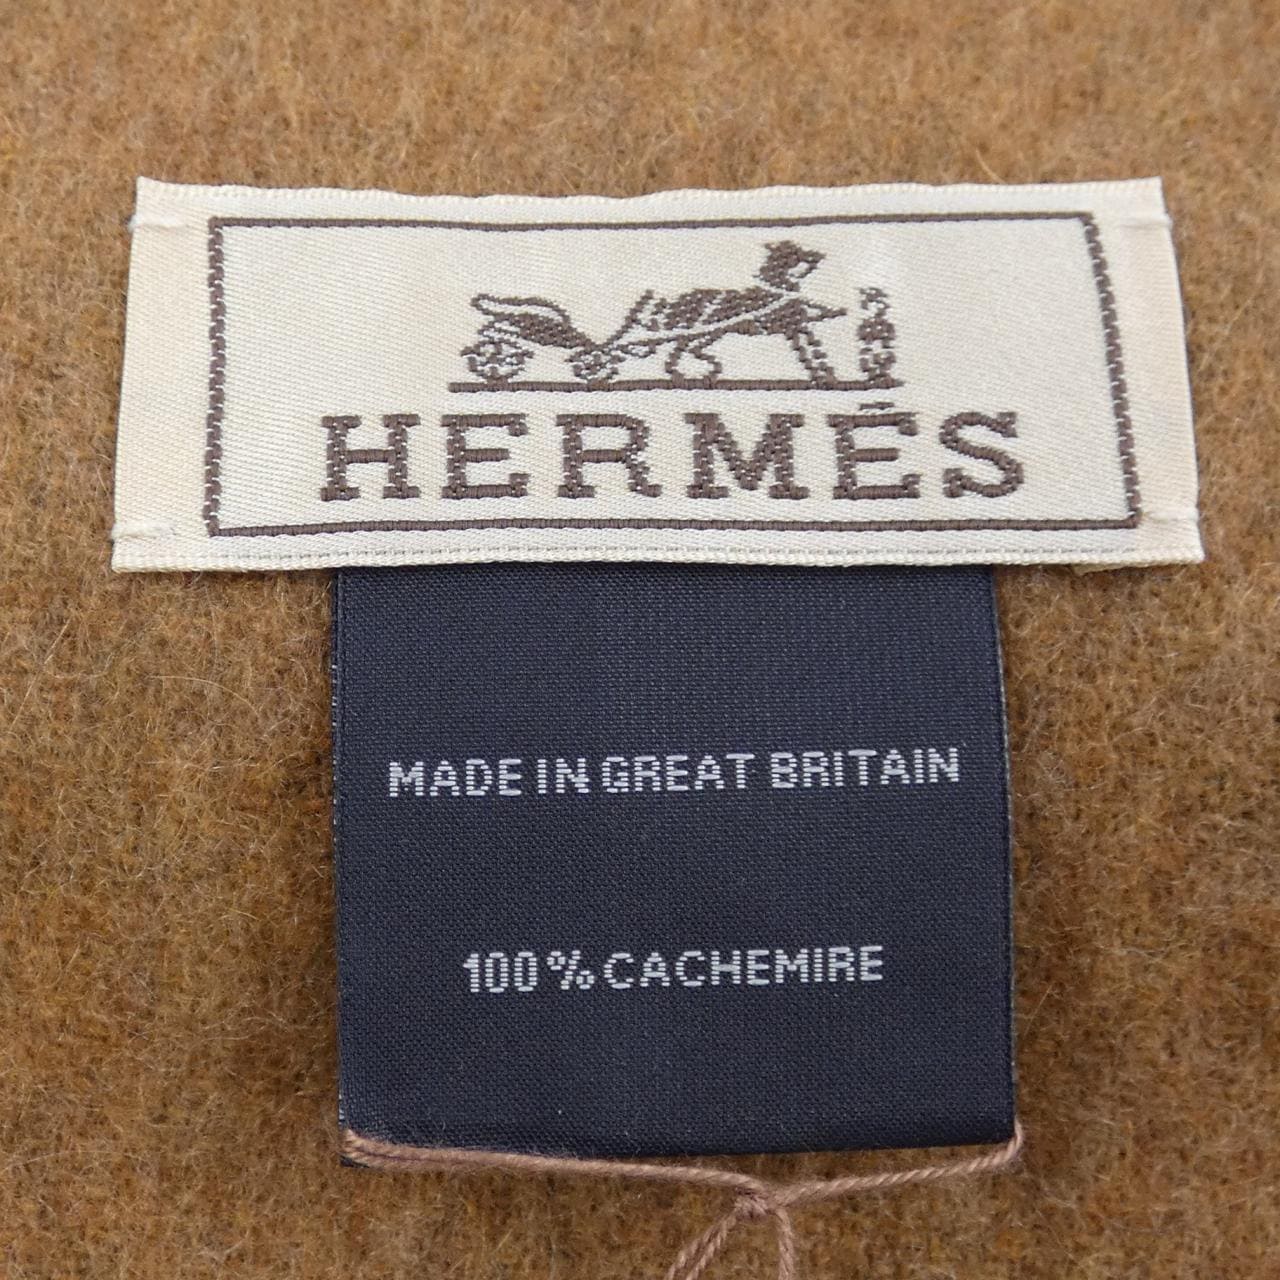 HERMÈS
MADE IN GREAT BRITAIN
100% CACHEMIRE